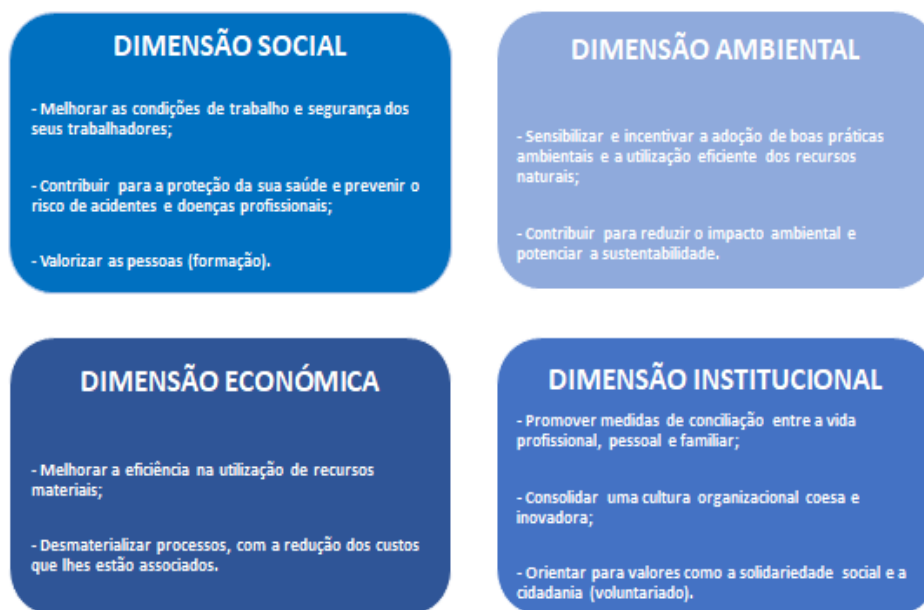 DIMENSÃO SOCIAL
- Melhorar as condições de trabalho e segurança dos
seus trabalhadores;
- Contribuir para a proteção da sua saúde e prevenir o
risco de acidentes e doenças profissionais;
- Valorizar as pessoas (formação).
DIMENSÃO AMBIENTAL
- Sensibilizar e incentivar a adoção de boas práticas
ambientais e a utilização eficiente dos recursos
naturais;
- Contribuir para reduzir o impacto ambiental e
potenciar a sustentabilidade.
DIMENSÃO ECONÓMICA
- Melhorar a eficiência na utilização de recursos
materiais;
- Desmaterializar processos, com a redução dos custos
que lhes estão associados.
DIMENSÃO INSTITUCIONAL
- Promover medidas de conciliação entre a vida
profissional, pessoal e familiar;
- Consolidar uma cultura organizacional coesa e
inovadora;
- Orientar para valores como a solidariedade social e a
cidadania (voluntariado).